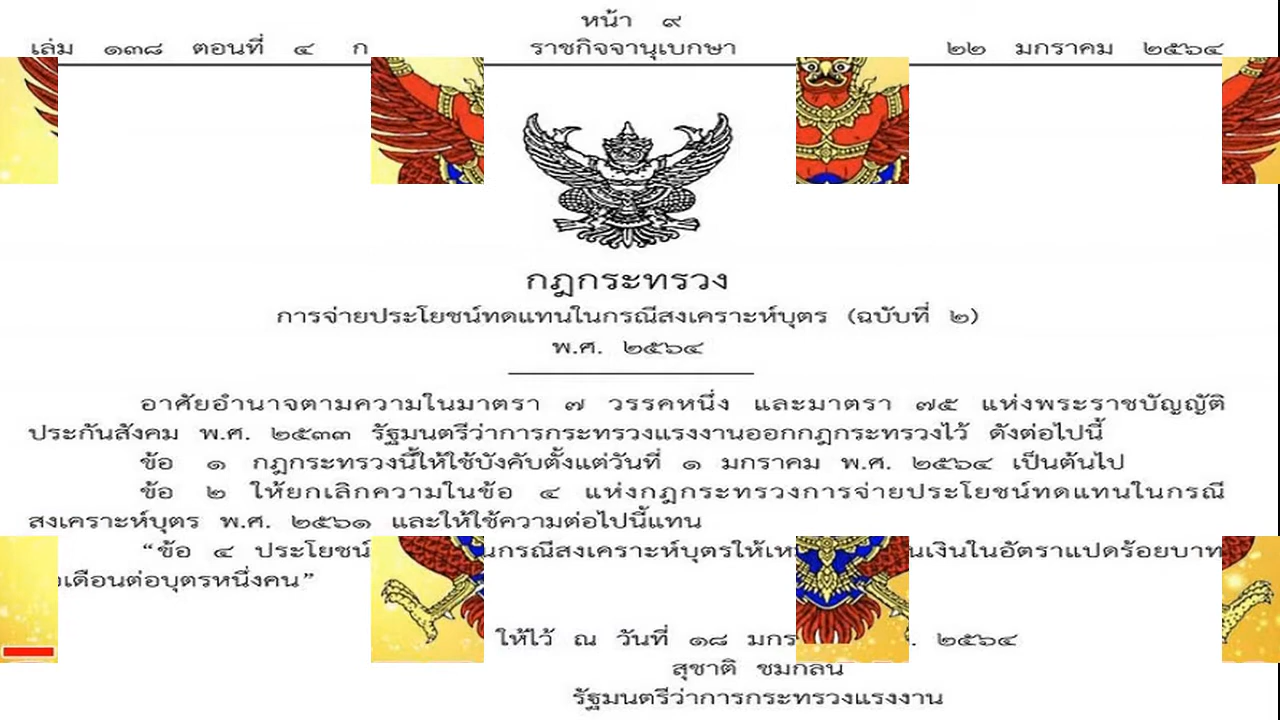 หน้า ๙
เล่ม ๑๓๘ ตอนที่ ๔ ก ราชกิจจานุเบกษา ๒๒ มกราคม ๒๕๖๔
กฎกระทรวง
การจ่ายประโยชน์ทดแทนในกรณีสงเคราะห์บุตร (ฉบับที่ ๒)
พ.ศ. ๒๕๖๔
อาศัยอำนาจตามความในมาตรา ๗ วรรคหนึ่ง และมาตรา ๗๕ แห่งพระราชบัญญัติ
ประกันสังคม พ.ศ. ๒๕๓๓ รัฐมนตรีว่าการกระทรวงแรงงานออกกฎกระทรวงไว้ ดังต่อไปนี้
ข้อ ๑ กฎกระทรวงนี้ให้ใช้บังคับตั้งแต่วันที่ ๑ มกราคม พ.ศ. ๒๕๖๔ เป็นต้นไป
ข้อ ๒ ให้ยกเลิกความในข้อ ๔ แห่งกฎกระทรวงการจ่ายประโยชน์ทดแทนในกรณี
สงเคราะห์บุตร พ.ศ. ๒๕๖๑ และให้ใช้ความต่อไปนี้แทน
“ข้อ ๔ ประโยชน์ นกรณีสงเคราะห์บุตรให้เห นเงินในอัตราแปดร้อยบาท
เดือนต่อบุตรหนึ่งคน”
ให้ไว้ ณ วันที่ ๑๘ มกร . ๒๕๖๔
สุชาติ ชมกลิ่น
รัฐมนตรีว่าการกระทรวงแรงงาน